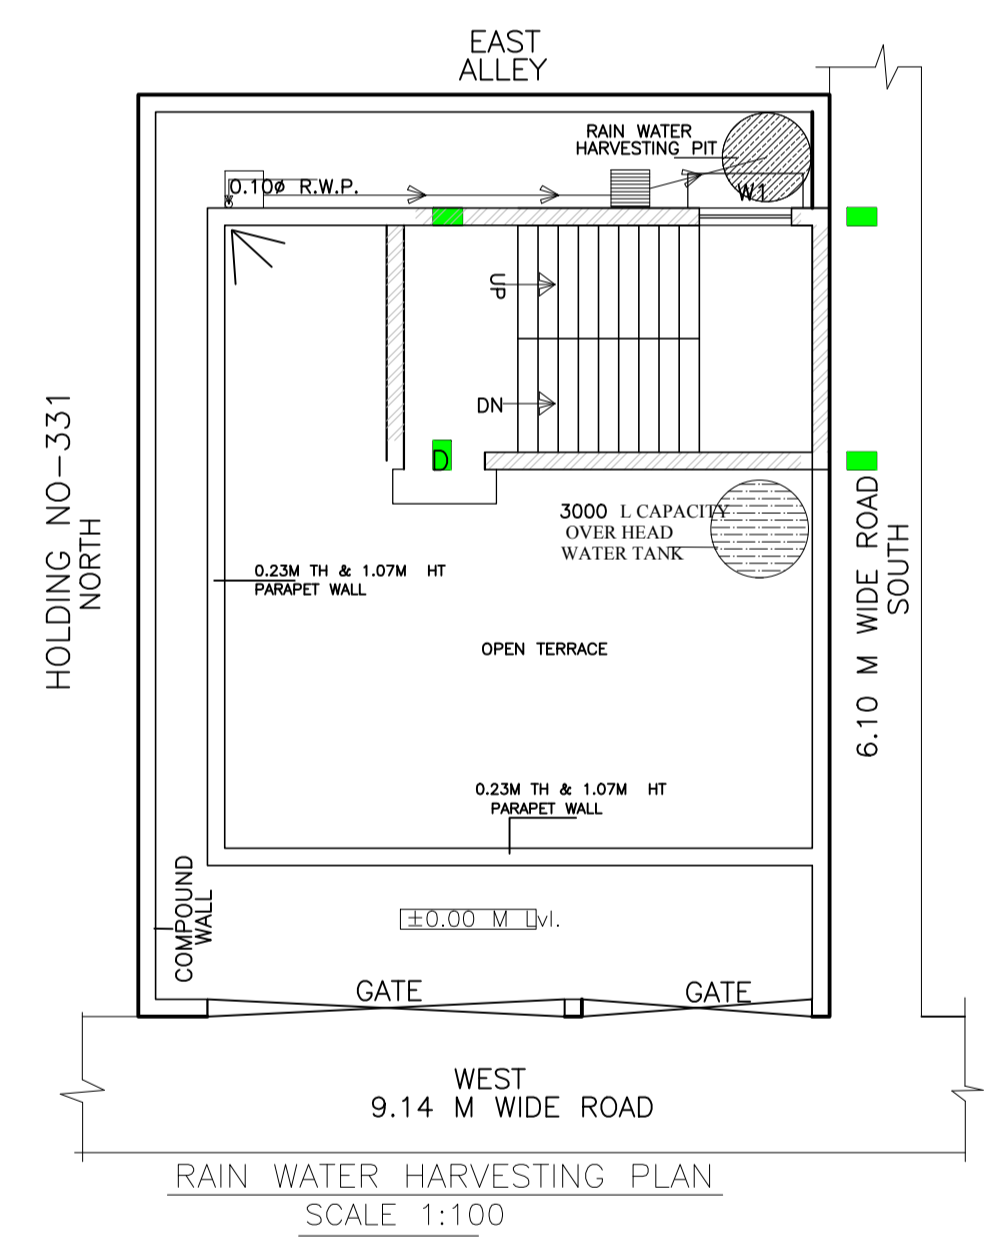 EAST
ALLEY
RAIN WATER
HARVESTING PIT
0.10ø R.W.P.
W1
UP
DN
D
HOLDING NO-331
NORTH
3000 L CAPACITY
OVER HEAD
WATER TANK
6.10 M WIDE ROAD
SOUTH
0.23M TH & 1.07M HT
PARAPET WALL
OPEN TERRACE
0.23M TH & 1.07M HT
PARAPET WALL
COMPOUND
WALL
±0.00 M Lvl.
GATE
GATE
WEST
9.14 M WIDE ROAD
RAIN WATER HARVESTING PLAN
SCALE 1:100